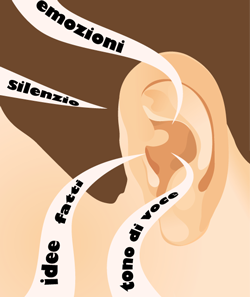 emozioni
silenzio
idee fatti
tono di voce